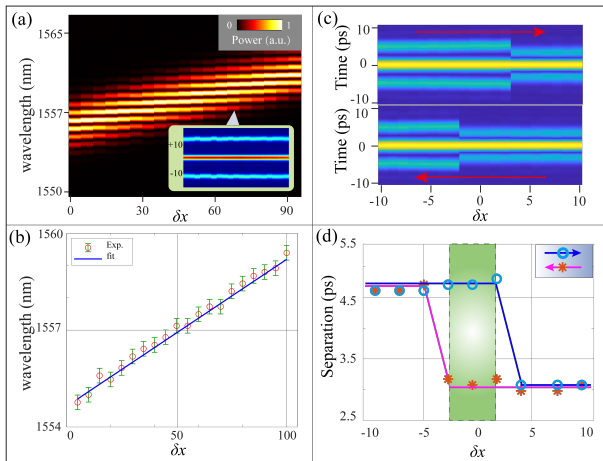 (a)
1565
1557
1550
wavelength (nm)
0 1
Power (a.u.)
+10
-10
0 30 60 90
δx
(c)
10
0
-10
Time (ps)
10
0
-10
Time (ps)
-10 -5 0 5 10
δx
(b)
1560
1557
1554
wavelength (nm)
Exp.
fit
0 50 100
δx
(d)
5.5
4.5
3.5
2.5
Separation (ps)
-10 -5 0 5 10
δx